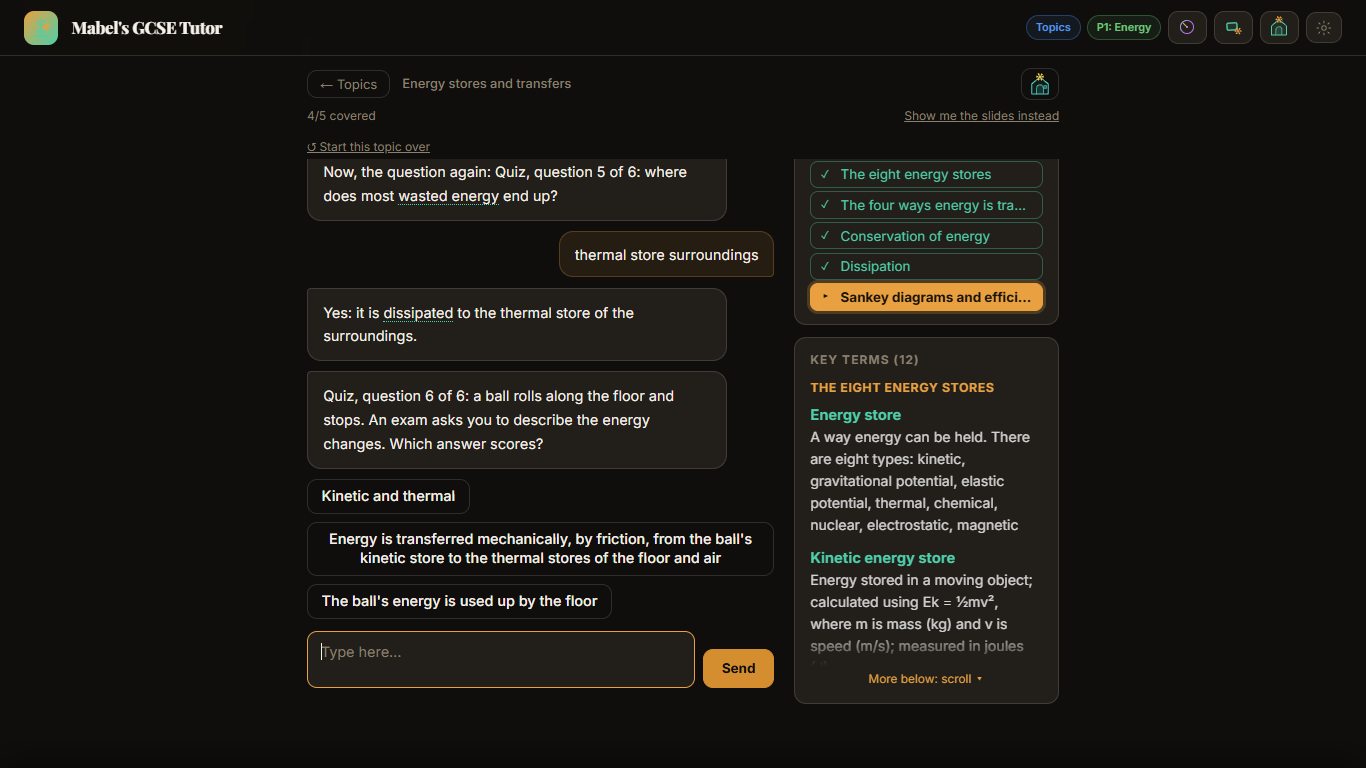 Mabel's GCSE Tutor
Topics
P1: Energy
← Topics
Energy stores and transfers
4/5 covered
Show me the slides instead
↺ Start this topic over
Now, the question again: Quiz, question 5 of 6: where
does most wasted energy end up?
thermal store surroundings
Yes: it is dissipated to the thermal store of the
surroundings.
Quiz, question 6 of 6: a ball rolls along the floor and
stops. An exam asks you to describe the energy
changes. Which answer scores?
Kinetic and thermal
Energy is transferred mechanically, by friction, from the ball's
kinetic store to the thermal stores of the floor and air
The ball's energy is used up by the floor
Type here...
Send
✓ The eight energy stores
✓ The four ways energy is tra...
✓ Conservation of energy
✓ Dissipation
‣ Sankey diagrams and effici...
KEY TERMS (12)
THE EIGHT ENERGY STORES
Energy store
A way energy can be held. There
are eight types: kinetic,
gravitational potential, elastic
potential, thermal, chemical,
nuclear, electrostatic, magnetic
Kinetic energy store
Energy stored in a moving object;
calculated using Ek = ½mv²,
where m is mass (kg) and v is
speed (m/s); measured in joules
More below: scroll ▾